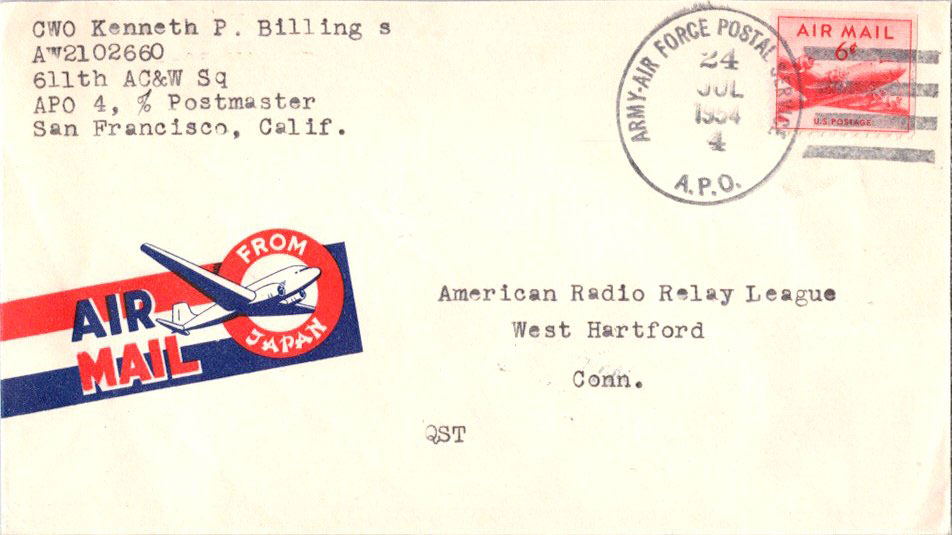 CWO Kenneth P. Billing s
AW2102660
611th AC&W Sq
APO 4, % Postmaster
San Francisco, Calif.
ARMY-AIR FORCE POSTAL SERVICE
24
JUL
1954
4
A.P.O.
AIR MAIL
6¢
U.S. POSTAGE
FROM
JAPAN
AIR
MAIL
American Radio Relay League
West Hartford
Conn.
QST